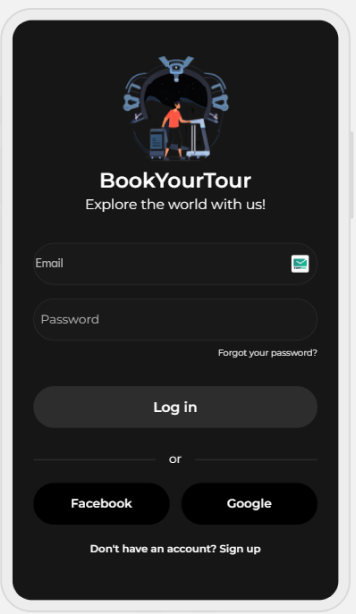 BookYourTour
Explore the world with us!
Email
Password
Forgot your password?
Log in
or
Facebook Google
Don't have an account? Sign up